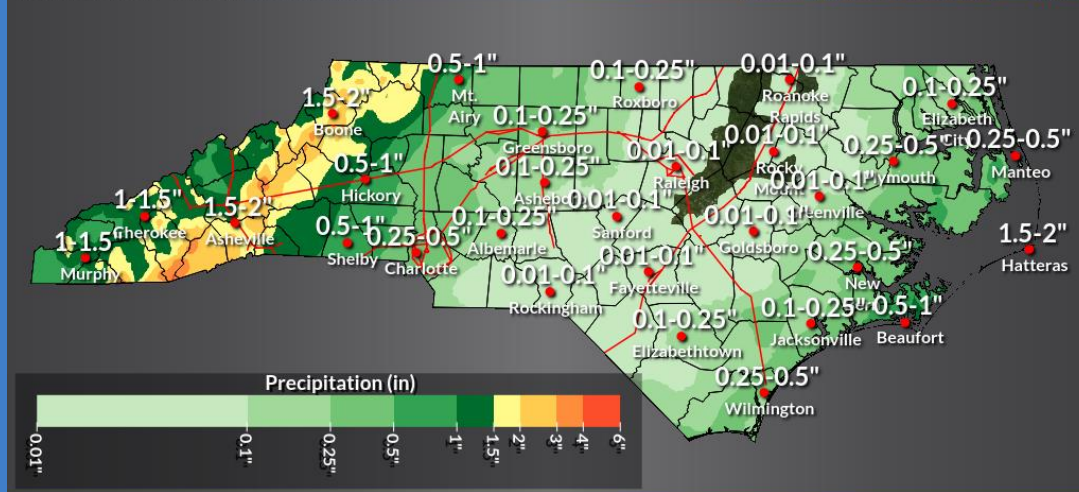 0.5-1"
Mt.
Airy
0.1-0.25"
Roxboro
0.01-0.1"
Roanoke
Rapids
0.1-0.25"
Elizabeth
City
1.5-2"
Boone
0.1-0.25"
Greensboro
0.01-0.1"
Raleigh
0.01-0.1"
Rocky
Mount
0.25-0.5"
Plymouth
0.25-0.5"
Manteo
0.5-1"
Hickory
0.1-0.25"
Asheboro
0.01-0.1"
Greenville
1-1.5"
Cherokee
1.5-2"
Asheville
0.5-1"
Shelby
0.25-0.5"
Charlotte
0.1-0.25"
Albemarle
0.01-0.1"
Sanford
0.01-0.1"
Goldsboro
1-1.5"
Murphy
0.01-0.1"
Rockingham
0.01-0.1"
Fayetteville
0.25-0.5"
New
Bern
1.5-2"
Hatteras
0.1-0.25"
Elizabethtown
0.1-0.25"
Jacksonville
0.5-1"
Beaufort
0.25-0.5"
Wilmington
Precipitation (in)
0.01"
0.1"
0.25"
0.5"
1"
1.5"
2"
3"
4"
6"